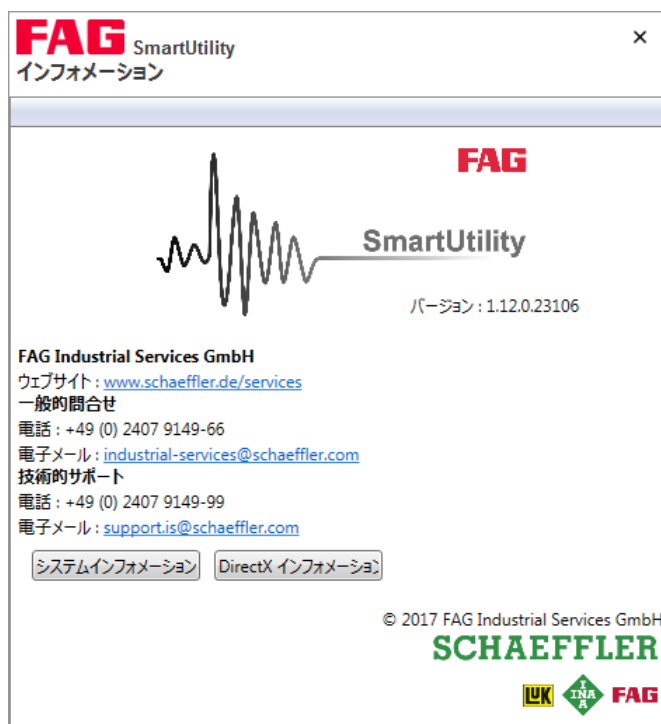 FAG SmartUtility
インフォメーション
FAG
SmartUtility
バージョン : 1.12.0.23106
FAG Industrial Services GmbH
ウェブサイト : www.schaeffler.de/services
一般的問合せ
電話 : +49 (0) 2407 9149-66
電子メール : industrial-services@schaeffler.com
技術的サポート
電話 : +49 (0) 2407 9149-99
電子メール : support.is@schaeffler.com
システムインフォメーション DirectX インフォメーション
© 2017 FAG Industrial Services GmbH
SCHAEFFLER
LUK INA INA FAG